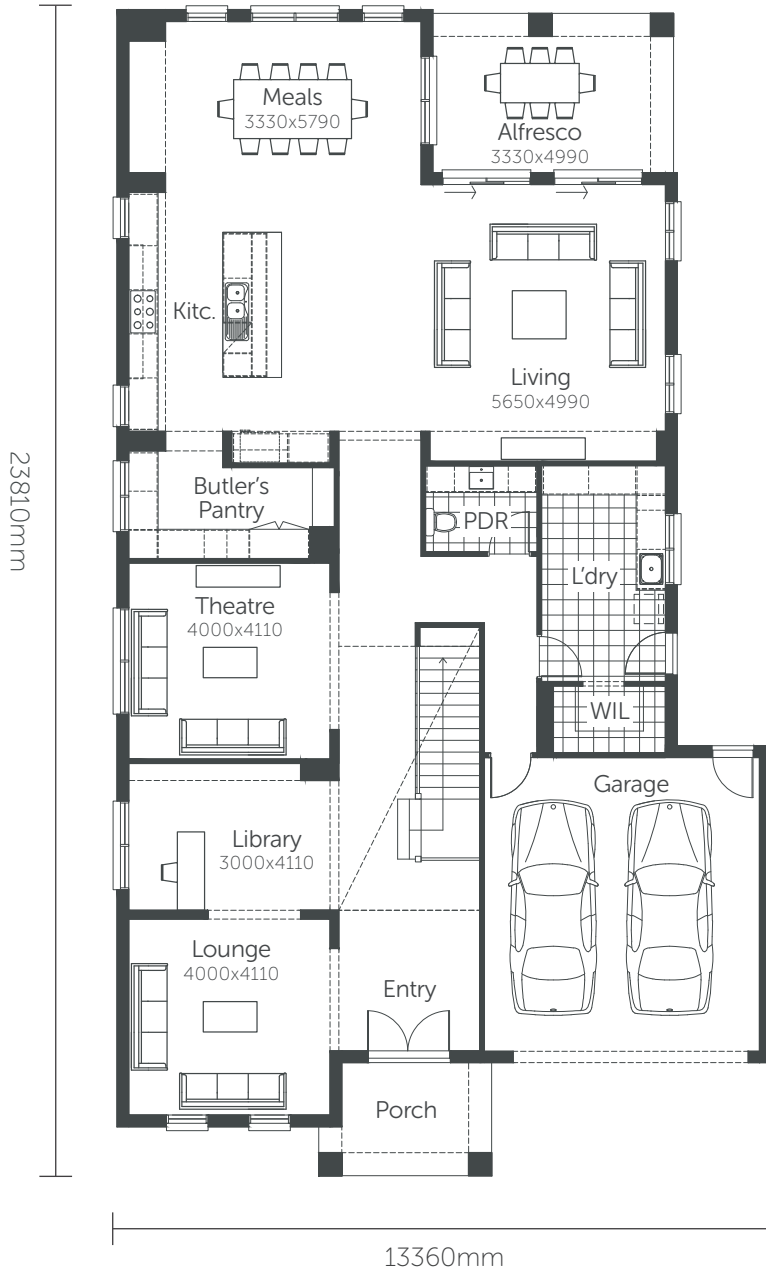 Meals
3330x5790
Alfresco
3330x4990
Kitc.
Living
5650x4990
23810mm
Butler's
Pantry
PDR
L'dry
Theatre
4000x4110
WIL
Garage
Library
3000x4110
Lounge
4000x4110
Entry
Porch
13360mm